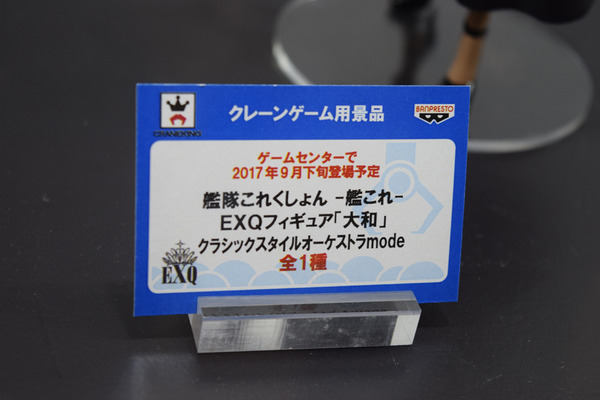 CRANEKING
クレーンゲーム用景品
BANPRESTO
ゲームセンターで
2017年9月下旬登場予定
艦隊これくしょん -艦これ-
EXQフィギュア「大和」
クラシックスタイルオーケストラmode
全1種
EXQ